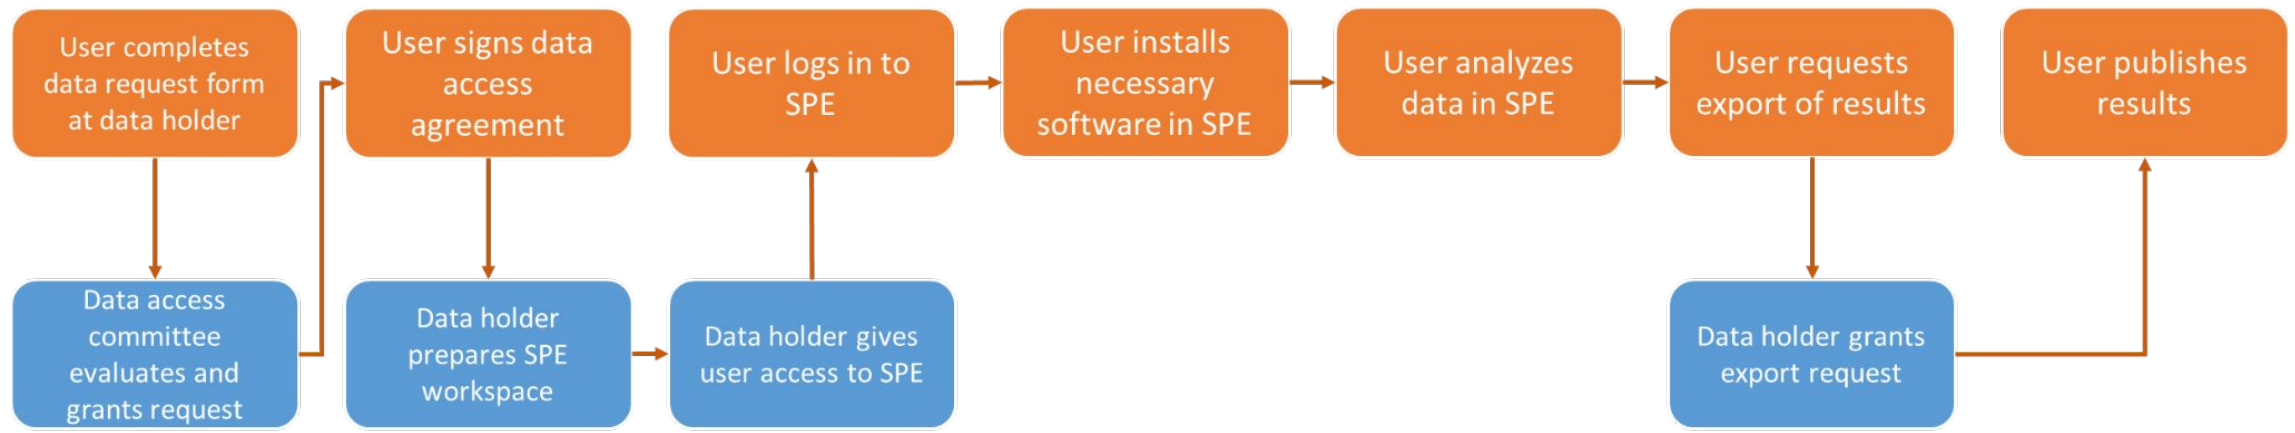 User completes
data request form
at data holder
User signs data
access
agreement
User logs in to
SPE
User installs
necessary
software in SPE
User analyzes
data in SPE
User requests
export of results
User publishes
results
Data access
committee
evaluates and
grants request
Data holder
prepares SPE
workspace
Data holder gives
user access to SPE
Data holder grants
export request